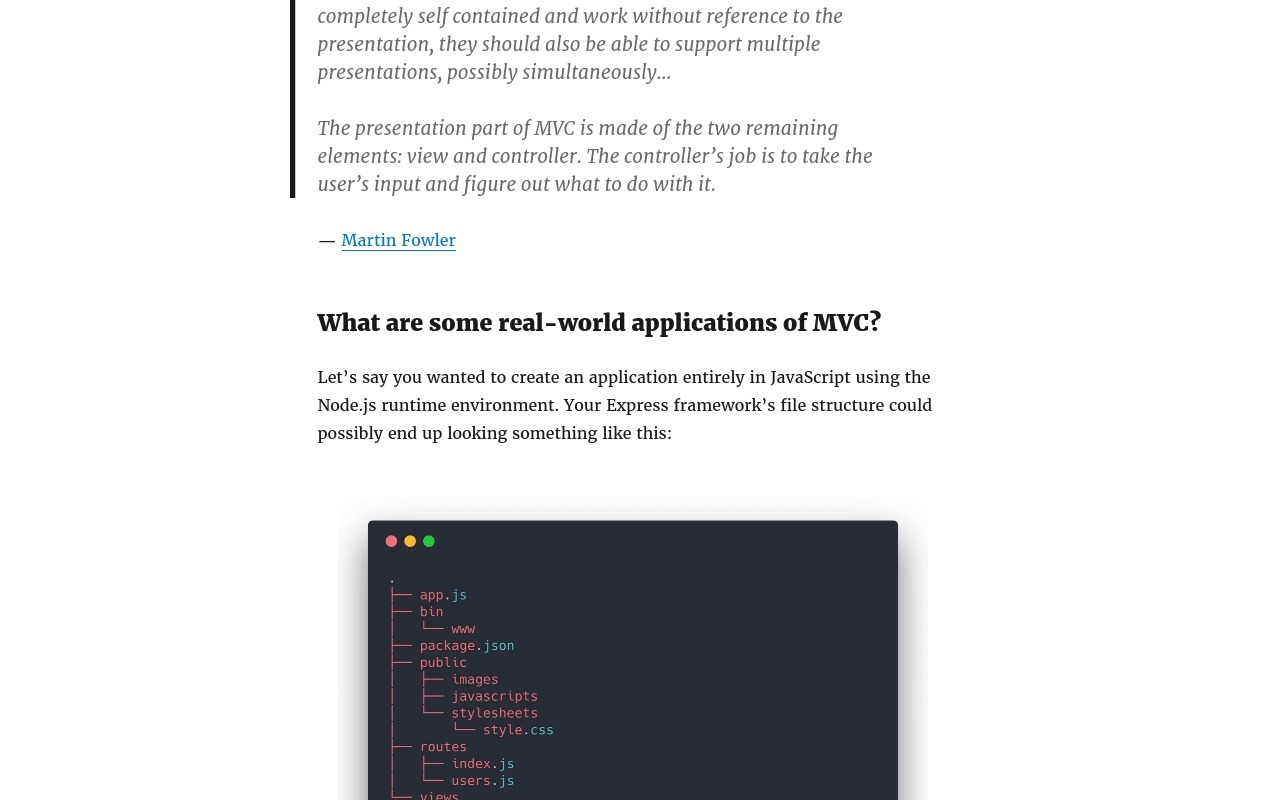 completely self contained and work without reference to the
presentation, they should also be able to support multiple
presentations, possibly simultaneously…
The presentation part of MVC is made of the two remaining
elements: view and controller. The controller’s job is to take the
user’s input and figure out what to do with it.
— Martin Fowler
What are some real-world applications of MVC?
Let’s say you wanted to create an application entirely in JavaScript using the
Node.js runtime environment. Your Express framework’s file structure could
possibly end up looking something like this:
.
├── app.js
├── bin
│   └── www
├── package.json
├── public
│   ├── images
│   ├── javascripts
│   └── stylesheets
│       └── style.css
├── routes
│   ├── index.js
│   └── users.js
└── views